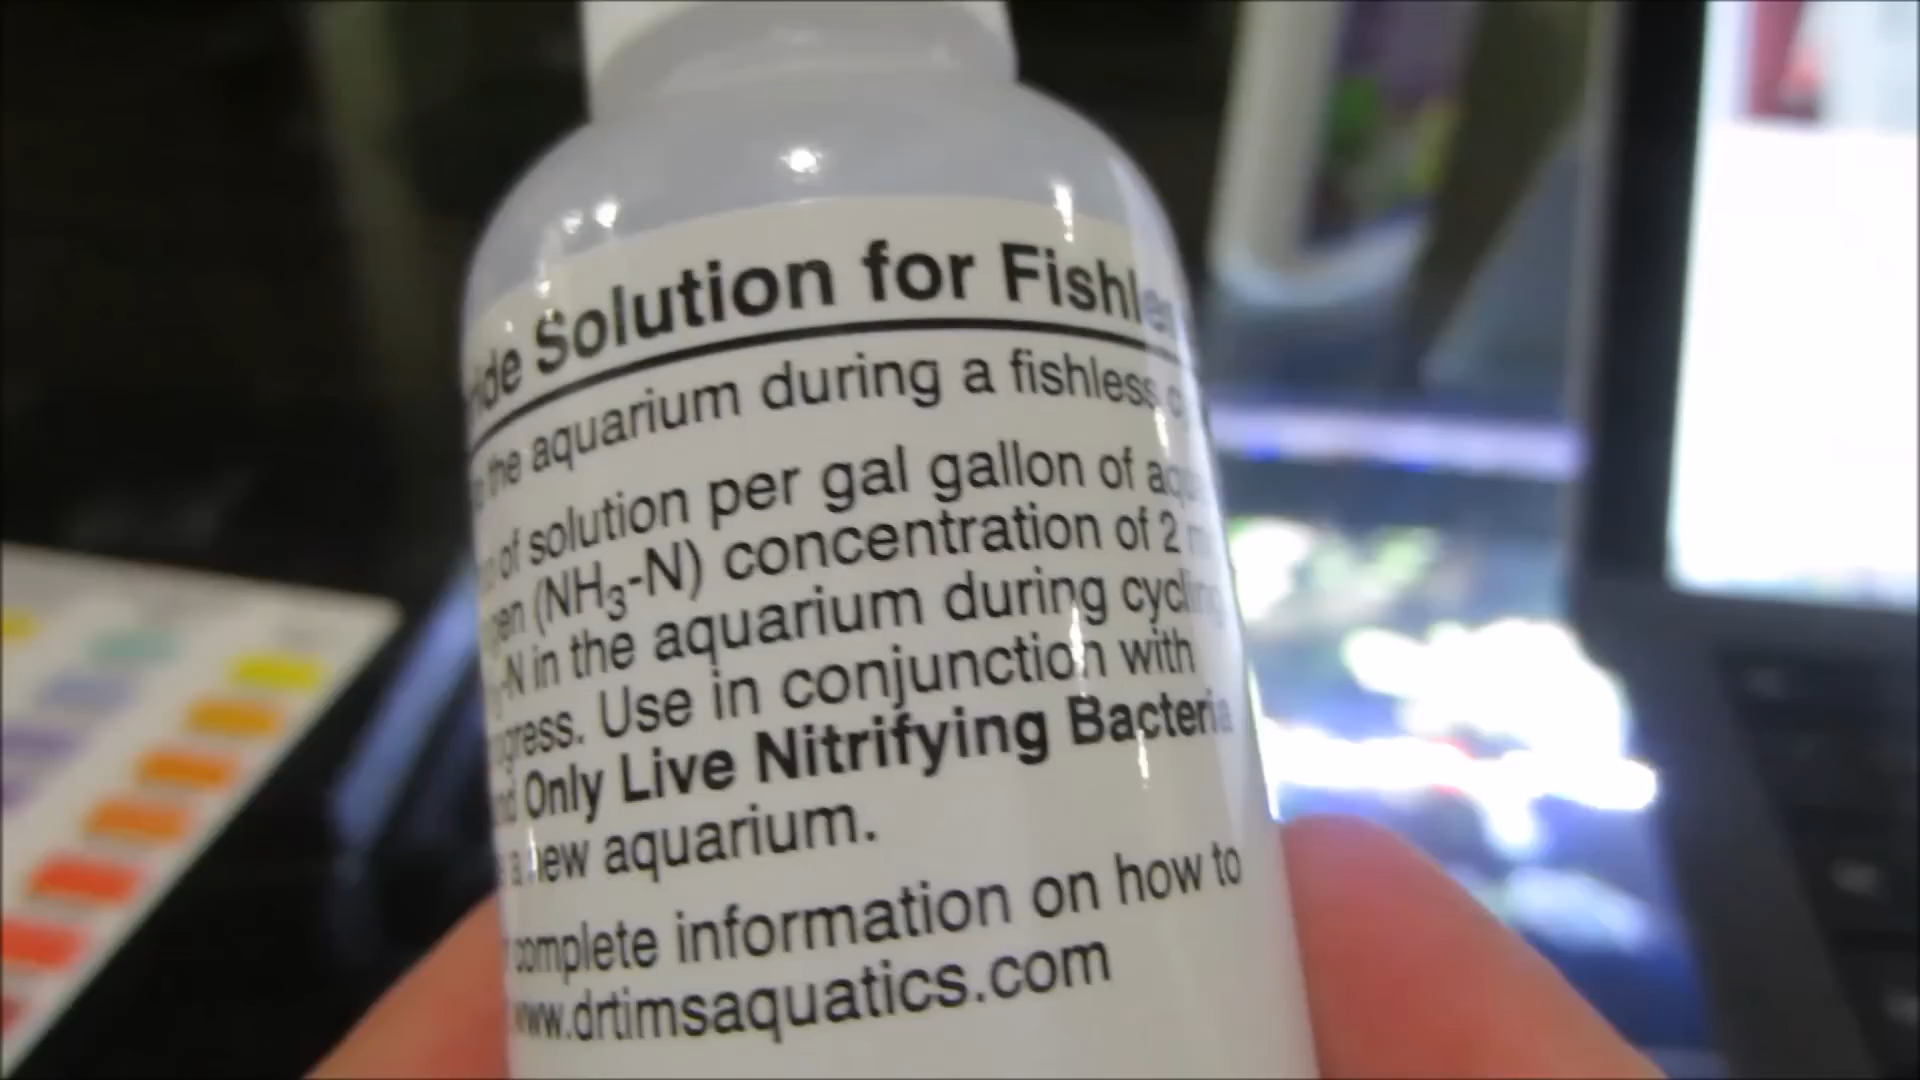 Solution for Fishl
the aquarium during a fishless
of solution per gal gallon of
(NH₃-N) concentration of 2
-N in the aquarium during cycling
Use in conjunction with
Only Live Nitrifying Bacteria
a new aquarium.
complete information on how to
www.drtimsaquatics.com